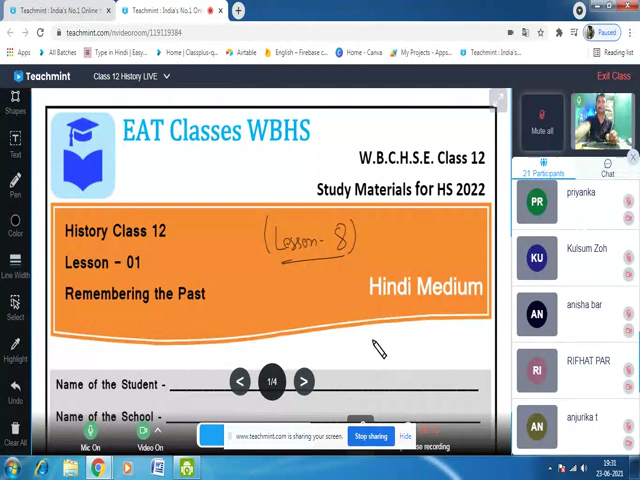 Teachmint: India's No.1 Online t
Teachmint: India's No.1 Onl
teachmint.com/nvideoroom/119119384
Paused
Apps
All Batches
Type in Hindi | Easy
Home | Classplus-q
Airtable
English – Firebase c
Home - Canva
My Projects - Apps
Teachmint: India's
Reading list
Teachmint
Class 12 History LIVE
Exit Class
Shapes
Text
Pen
Color
Line Width
Select
Highlight
Undo
Clear All
EAT Classes WBHS
W.B.C.H.S.E. Class 12
Study Materials for HS 2022
History Class 12
(Lesson - 8)
Lesson – 01
Remembering the Past
Hindi Medium
1/4
Name of the Student -
Name of the School -
Mic On
Video On
www.teachmint.com is sharing your screen.
Stop sharing
Hide
recording
Mute all
21 Participants
Chat
PR
priyanka
KU
Kulsum Zoh
AN
anisha bar
RI
RIFHAT PAR
AN
anjurika t
19:31
23-06-2021